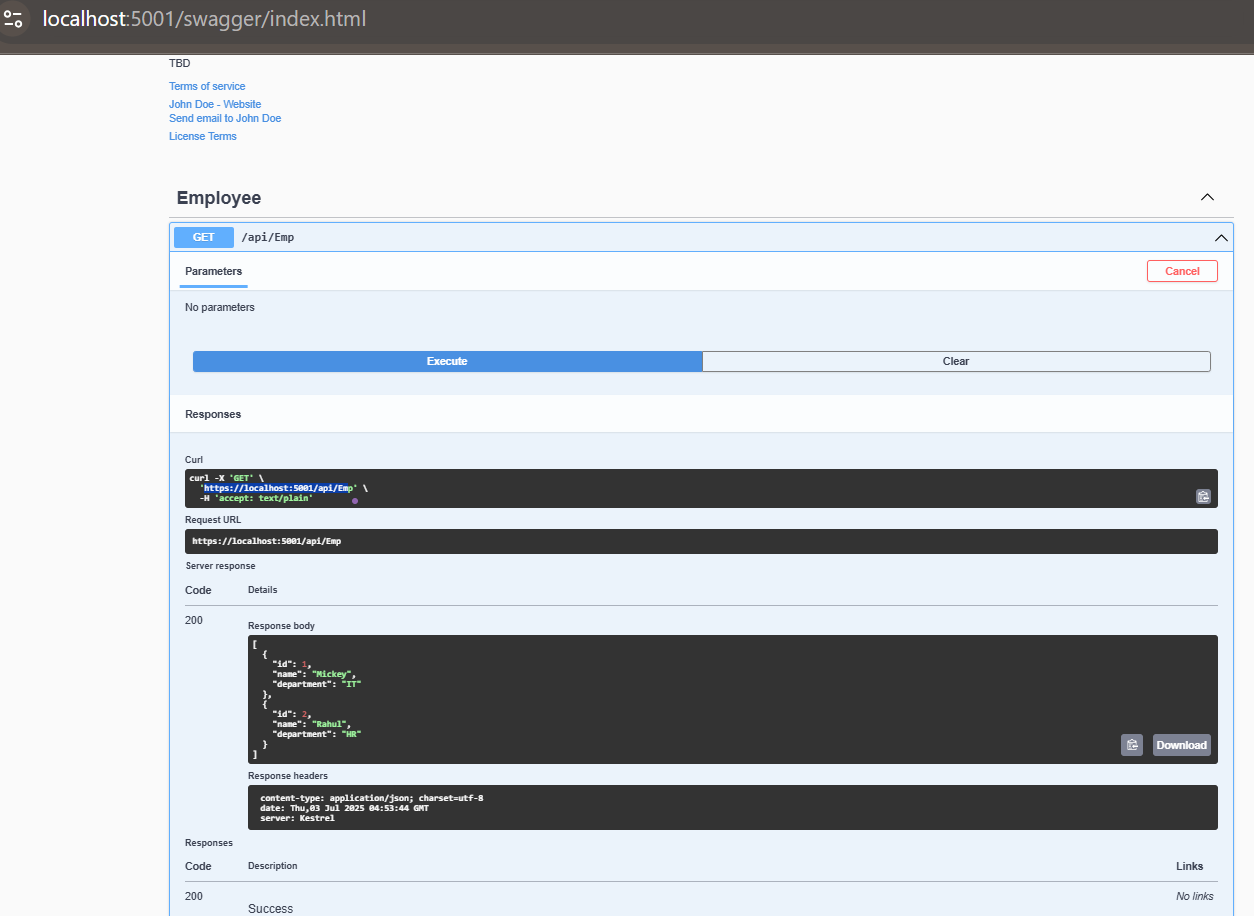 localhost:5001/swagger/index.html
TBD
Terms of service
John Doe - Website
Send email to John Doe
License Terms
Employee
GET /api/Emp
Parameters
Cancel
No parameters
Execute
Clear
Responses
Curl
curl -X 'GET' \
'https://localhost:5001/api/Emp' \
-H 'accept: text/plain'
Request URL
https://localhost:5001/api/Emp
Server response
Code Details
200
Response body
[
{
"id": 1,
"name": "Mickey",
"department": "IT"
},
{
"id": 2,
"name": "Rahul",
"department": "HR"
}
]
Download
Response headers
content-type: application/json; charset=utf-8
date: Thu,03 Jul 2025 04:53:44 GMT
server: Kestrel
Responses
Code Description Links
200 No links
Success